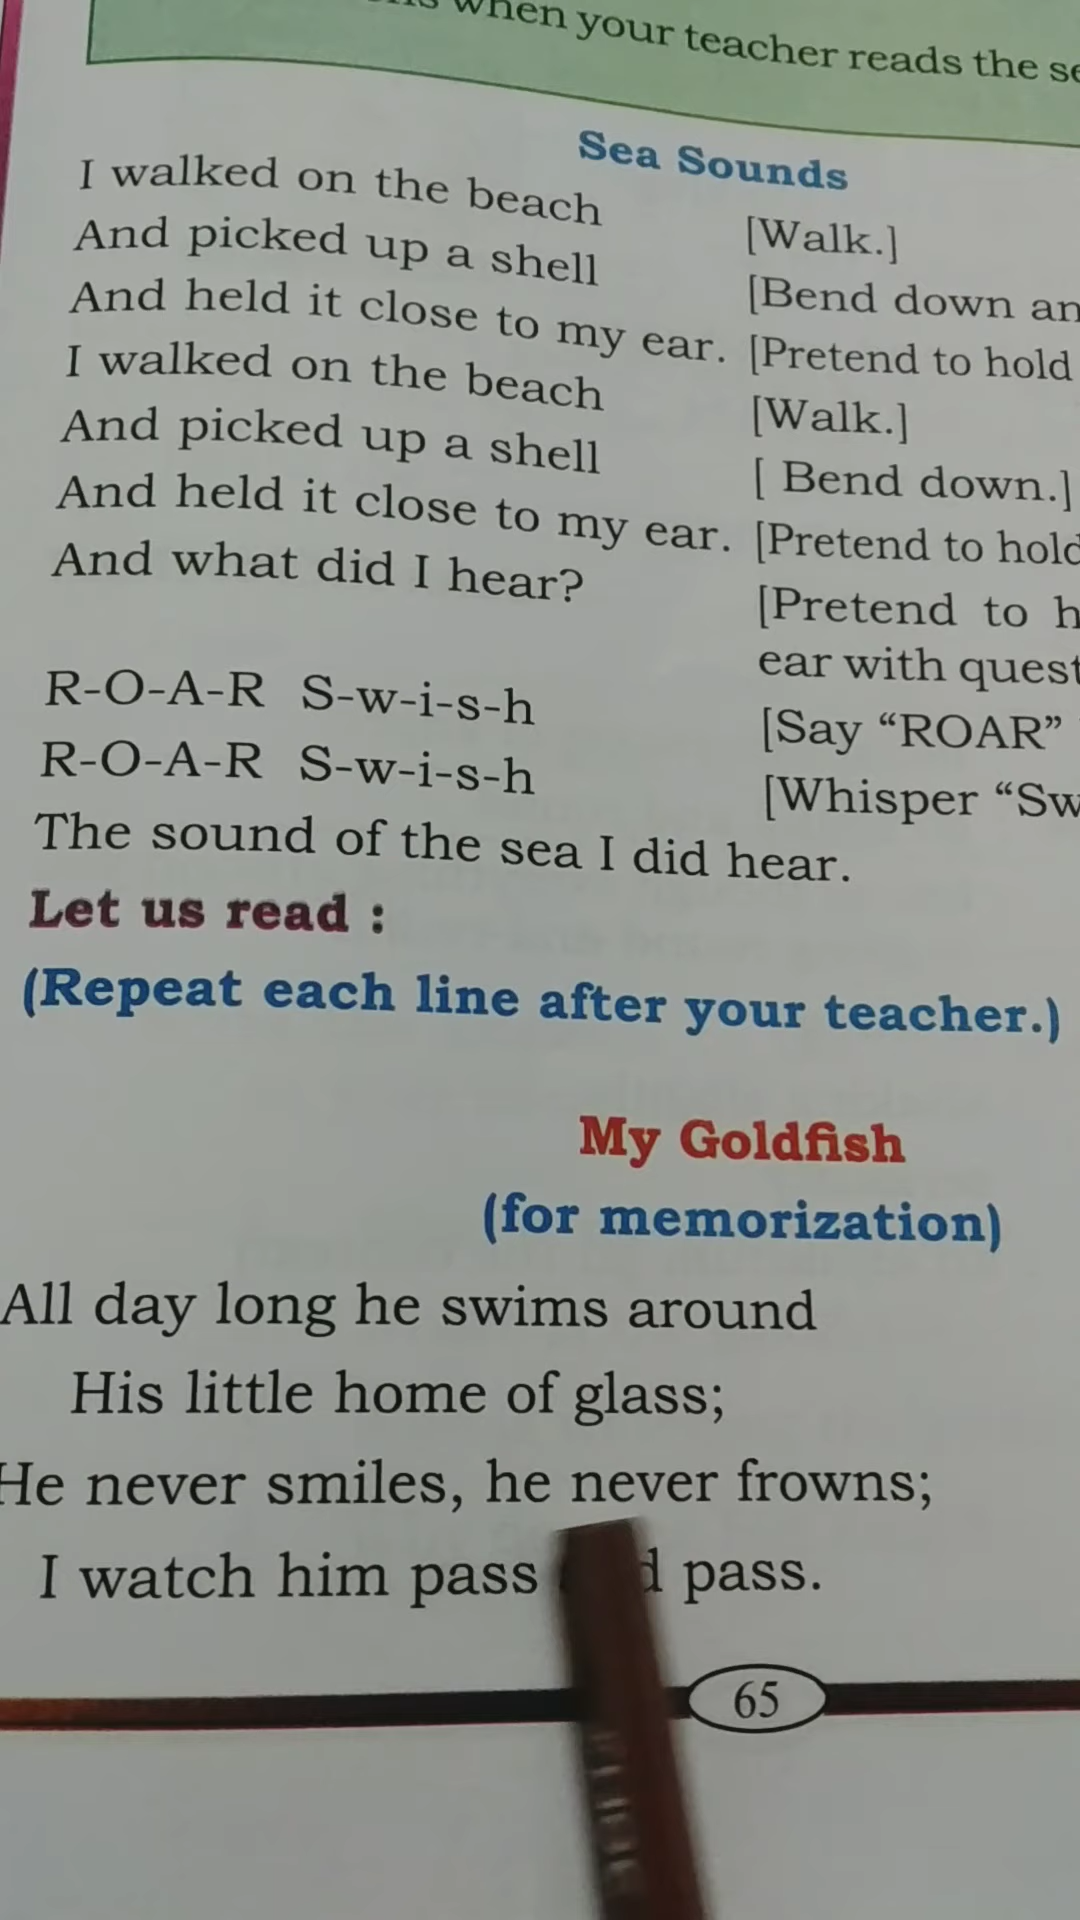 when your teacher reads the
Sea Sounds
I walked on the beach [Walk.]
And picked up a shell [Bend down
And held it close to my ear. [Pretend to hold
I walked on the beach [Walk.]
And picked up a shell [ Bend down.]
And held it close to my ear. [Pretend to hold
And what did I hear? [Pretend to
ear with
R-O-A-R S-w-i-s-h [Say “ROAR”
R-O-A-R S-w-i-s-h [Whisper
The sound of the sea I did hear.
Let us read :
(Repeat each line after your teacher.)
My Goldfish
(for memorization)
All day long he swims around
His little home of glass;
He never smiles, he never frowns;
I watch him pass pass.
65